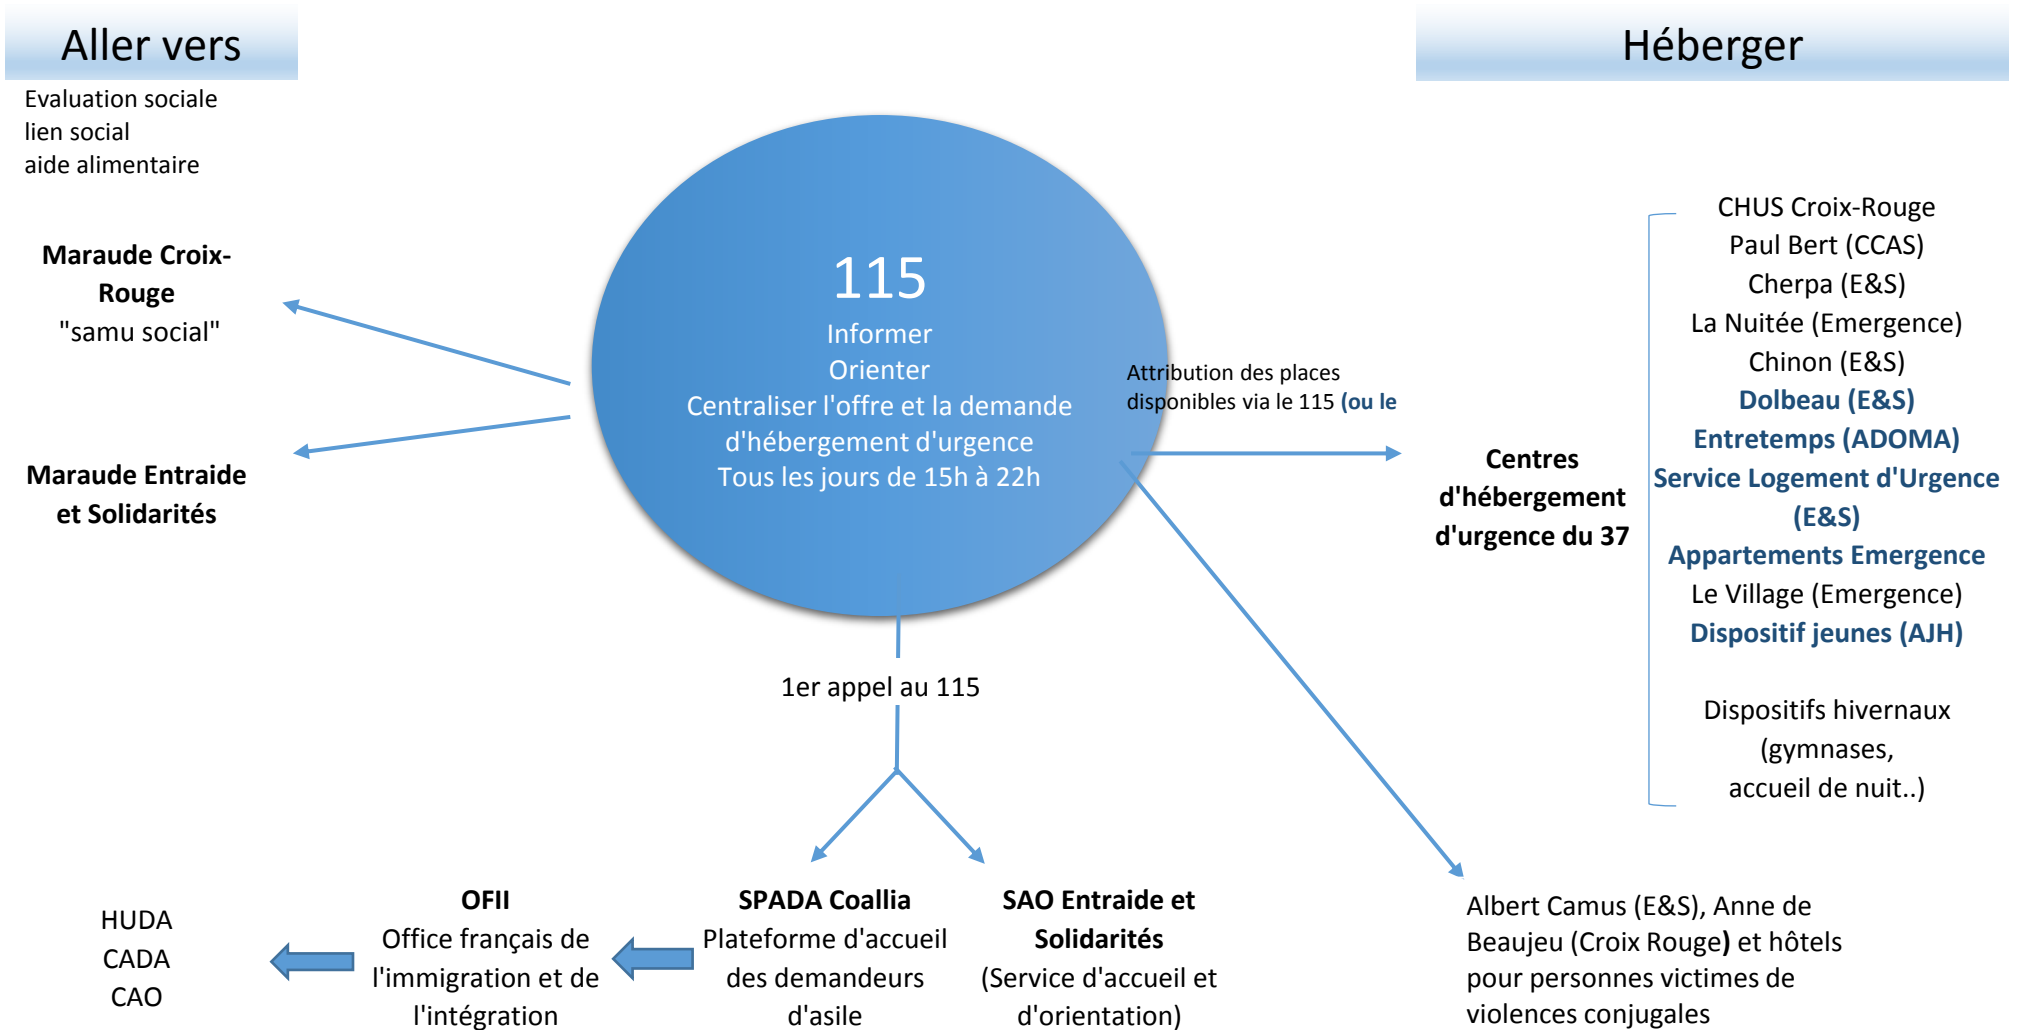 Aller vers
Evaluation sociale
lien social
aide alimentaire
Maraude Croix-
Rouge
"samu social"
Maraude Entraide
et Solidarités
115
Informer
Orienter
Centraliser l'offre et la demande
d'hébergement d'urgence
Tous les jours de 15h à 22h
Attribution des places
disponibles via le 115 (ou le
Héberger
Centres
d'hébergement
d'urgence du 37
CHUS Croix-Rouge
Paul Bert (CCAS)
Cherpa (E&S)
La Nuitée (Emergence)
Chinon (E&S)
Dolbeau (E&S)
Entretemps (ADOMA)
Service Logement d'Urgence
(E&S)
Appartements Emergence
Le Village (Emergence)
Dispositif jeunes (AJH)
Dispositifs hivernaux
(gymnases,
accueil de nuit..)
1er appel au 115
HUDA
CADA
CAO
OFII
Office français de
l'immigration et de
l'intégration
SPADA Coallia
Plateforme d'accueil
des demandeurs
d'asile
SAO Entraide et
Solidarités
(Service d'accueil et
d'orientation)
Albert Camus (E&S), Anne de
Beaujeu (Croix Rouge) et hôtels
pour personnes victimes de
violences conjugales